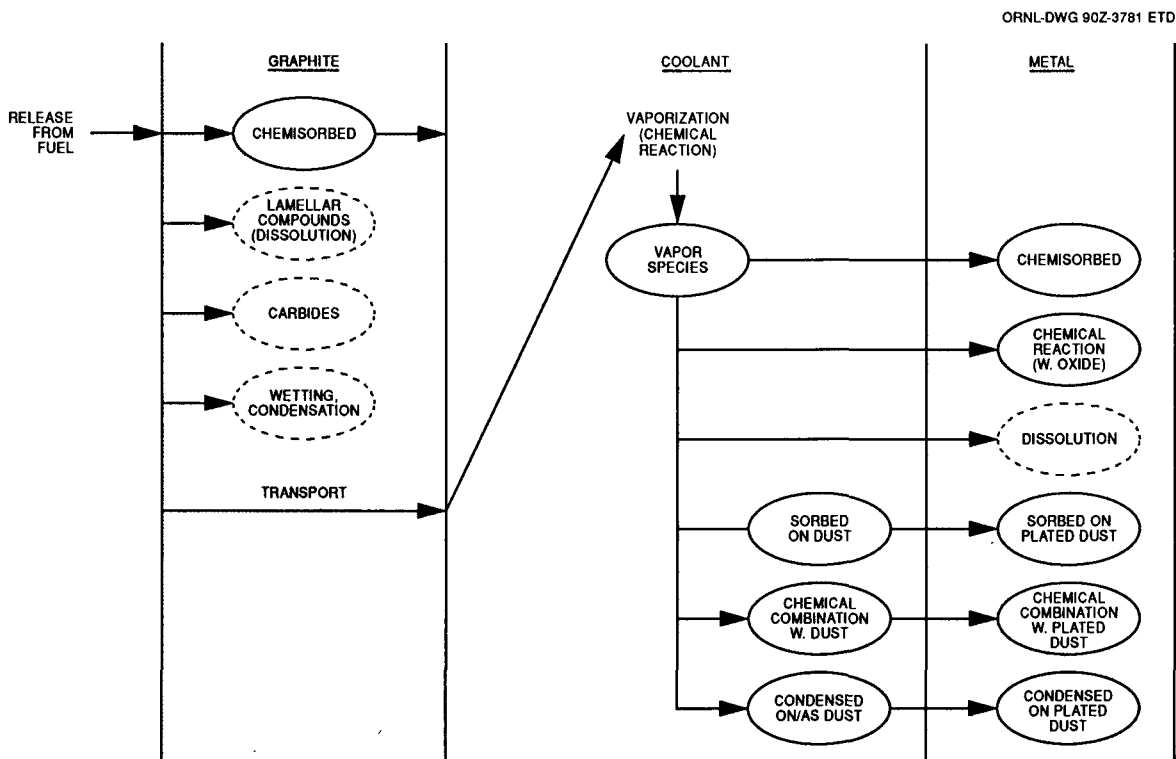 ORNL-DWG 90Z-3781 ETD
GRAPHITE
COOLANT
METAL
RELEASE
FROM
FUEL
CHEMISORBED
LAMELLAR
COMPOUNDS
(DISSOLUTION)
CARBIDES
WETTING,
CONDENSATION
TRANSPORT
VAPORIZATION
(CHEMICAL
REACTION)
VAPOR
SPECIES
SORBED
ON DUST
CHEMICAL
COMBINATION
W. DUST
CONDENSED
ON/AS DUST
CHEMISORBED
CHEMICAL
REACTION
(W. OXIDE)
DISSOLUTION
SORBED ON
PLATED DUST
CHEMICAL
COMBINATION
W. PLATED
DUST
CONDENSED
ON PLATED
DUST